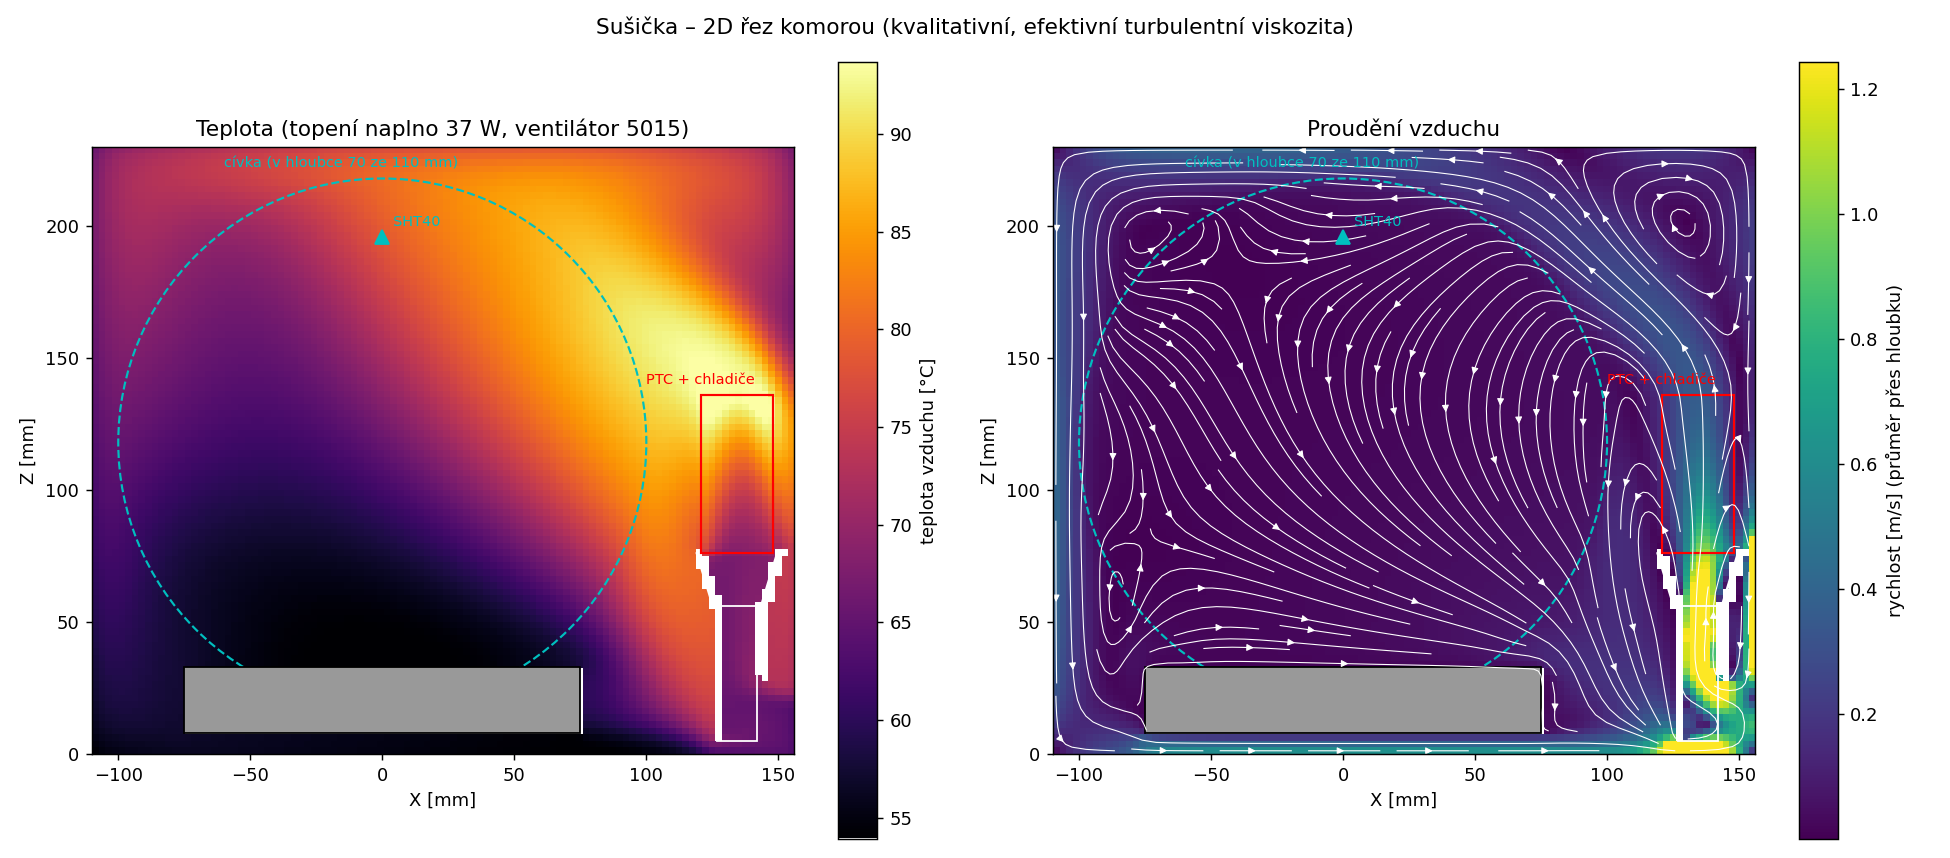 Sušička – 2D řez komorou (kvalitativní, efektivní turbulentní viskozita)
Teplota (topení naplno 37 W, ventilátor 5015)
cívka (v hloubce 70 ze 110 mm)
SHT40
PTC + chladiče
Z [mm]
200
150
100
50
0
−100
−50
0
50
100
150
X [mm]
90
85
80
75
70
65
60
55
teplota vzduchu [°C]
Proudění vzduchu
cívka (v hloubce 70 ze 110 mm)
SHT40
PTC + chladiče
Z [mm]
200
150
100
50
0
−100
−50
0
50
100
150
X [mm]
1.2
1.0
0.8
0.6
0.4
0.2
rychlost [m/s] (průměr přes hloubku)